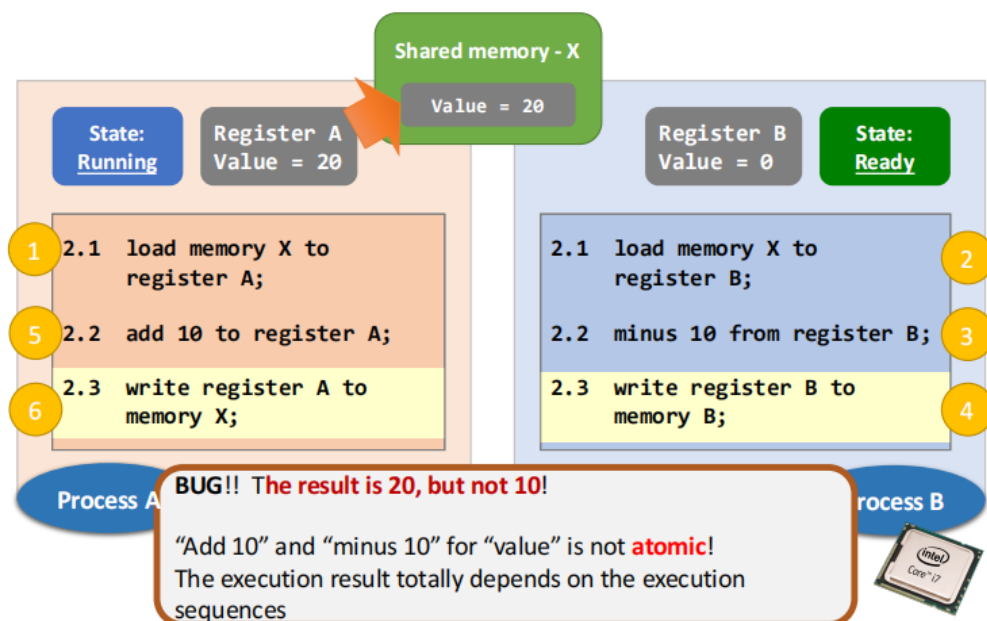 Shared memory - X
Value = 20
State:
Running
Register A
Value = 20
Register B
Value = 0
State:
Ready
1
2.1 load memory X to
register A;
5
2.2 add 10 to register A;
6
2.3 write register A to
memory X;
2.1 load memory X to
register B;
2
2.2 minus 10 from register B;
3
2.3 write register B to
memory B;
4
Process A
rocess B
BUG!! The result is 20, but not 10!
“Add 10” and “minus 10” for “value” is not atomic!
The execution result totally depends on the execution
sequences
intel
Core™ i7